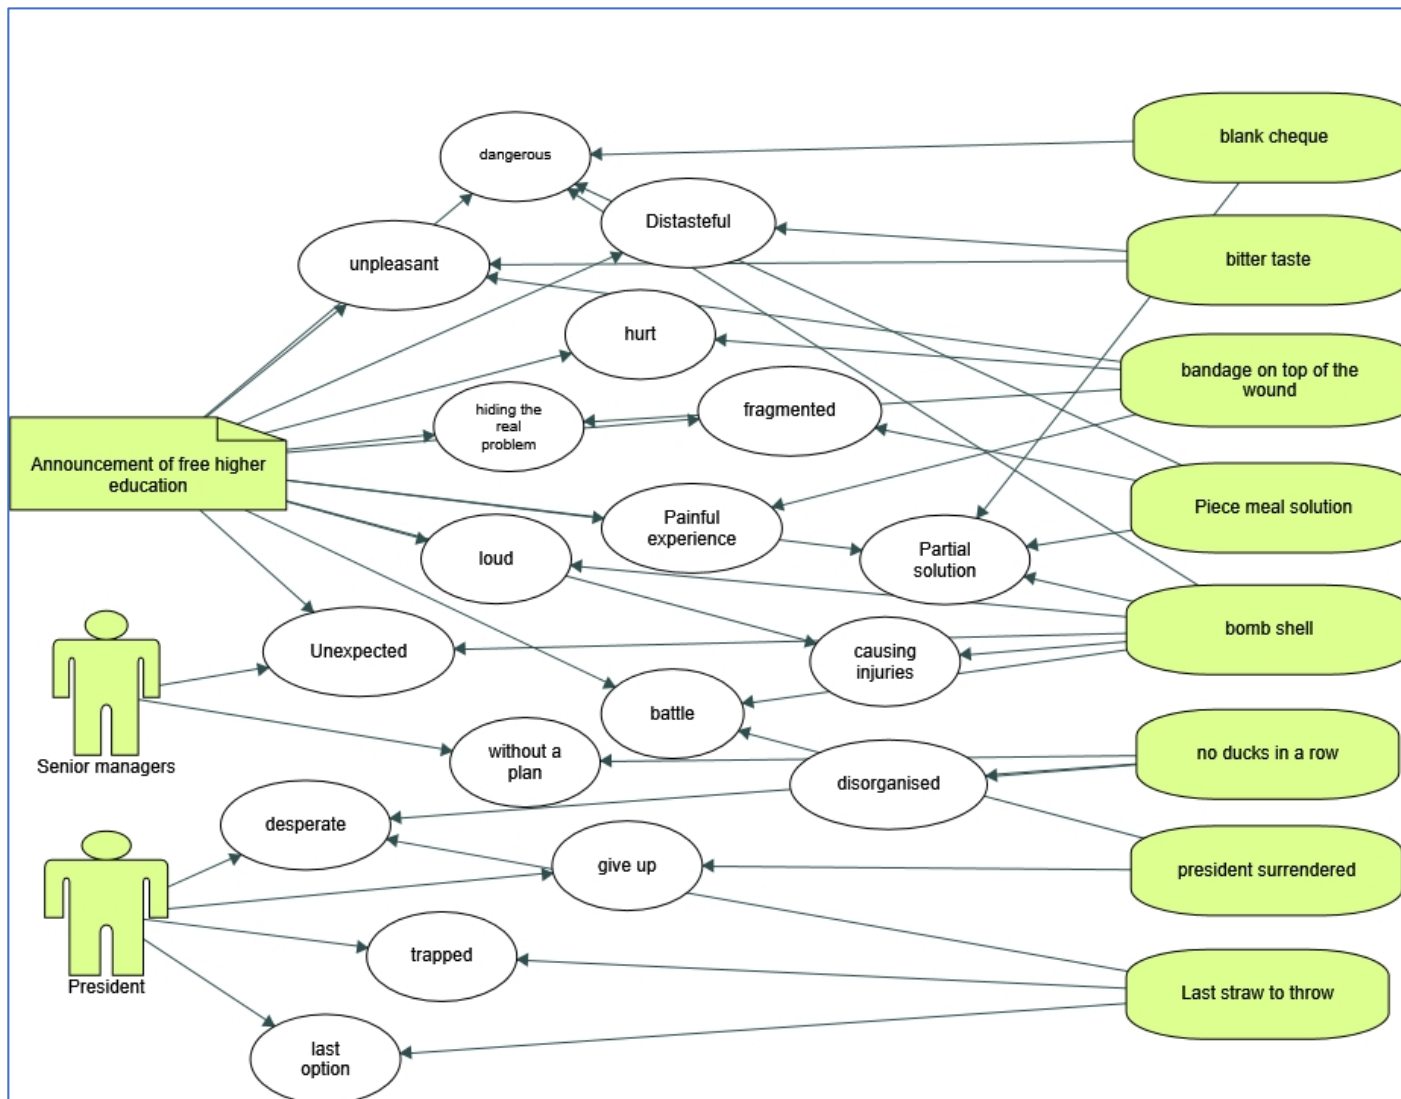 dangerous
blank cheque
Distasteful
unpleasant
bitter taste
hurt
bandage on top of the
wound
hiding the
real
problem
fragmented
Announcement of free higher
education
Piece meal solution
Painful
experience
loud
Partial
solution
bomb shell
Unexpected
causing
injuries
battle
Senior managers
without a
plan
no ducks in a row
disorganised
desperate
give up
president surrendered
trapped
President
Last straw to throw
last
option